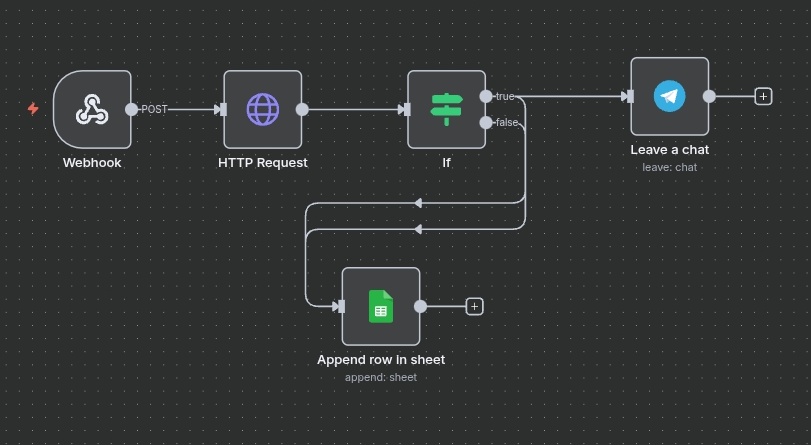 POST
true
false
Webhook
HTTP Request
If
Leave a chat
leave: chat
Append row in sheet
append: sheet